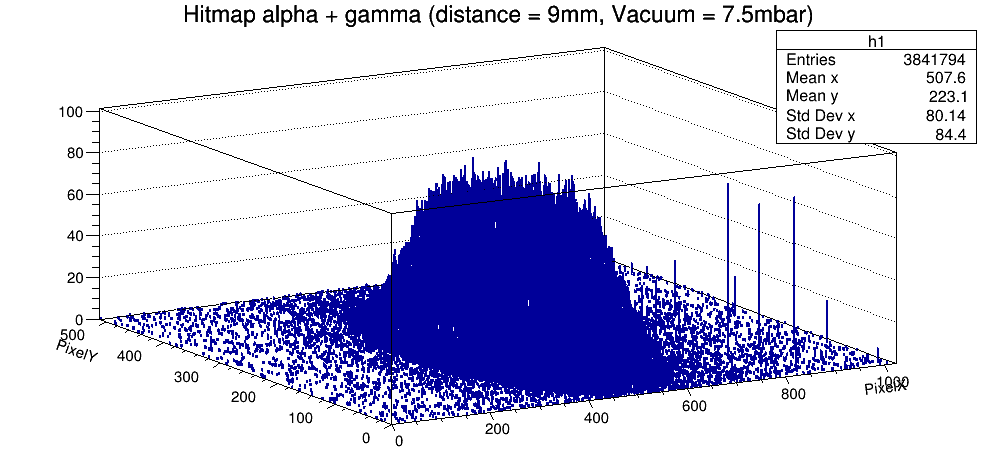 Hitmap alpha + gamma (distance = 9mm, Vacuum = 7.5mbar)
h1
Entries 3841794
Mean x 507.6
Mean y 223.1
Std Dev x 80.14
Std Dev y 84.4
100
80
60
40
20
0
500
PixelY
400
300
200
100
0
0
200
400
600
800
1000
PixelX